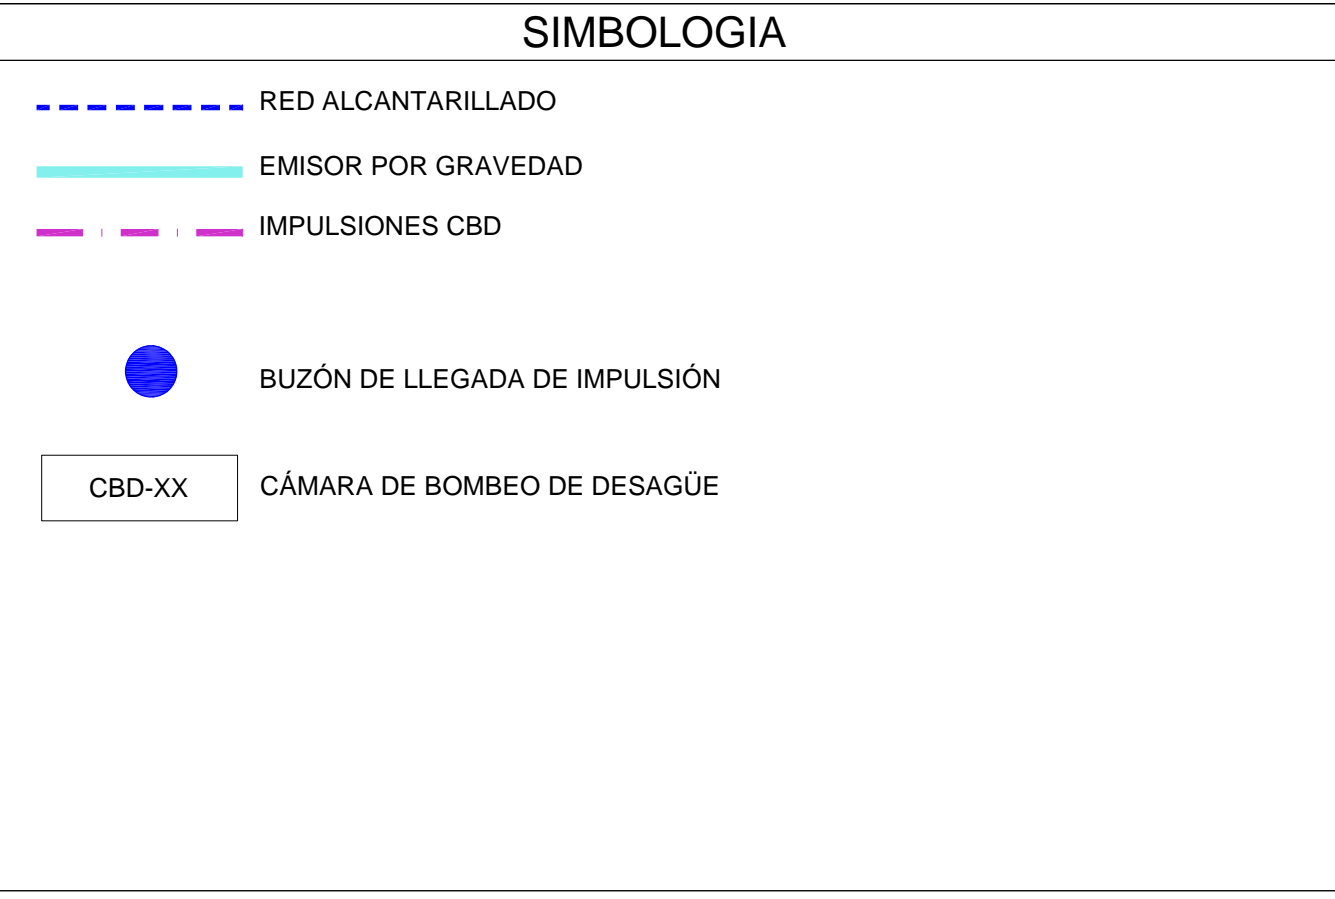 SIMBOLOGIA
RED ALCANTARILLADO
EMISOR POR GRAVEDAD
IMPULSIONES CBD
BUZÓN DE LLEGADA DE IMPULSIÓN
CBD-XX CÁMARA DE BOMBEO DE DESAGÜE